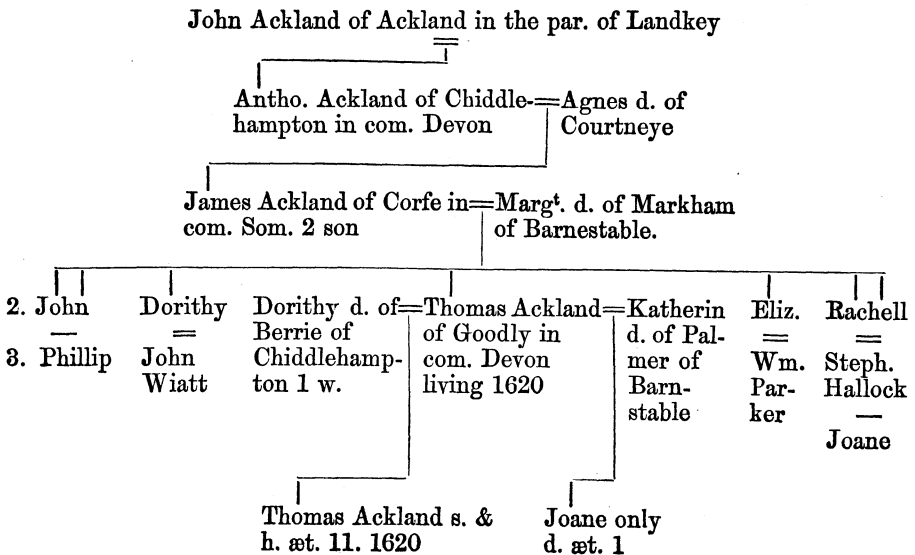 John Ackland of Ackland in the par. of Landkey
=
Antho. Ackland of Chiddle-=Agnes d. of
hampton in com. Devon Courtneye
James Ackland of Corfe in=Margᵗ. d. of Markham
com. Som. 2 son of Barnestable.
2. John
—
3. Phillip
Dorithy
=
John
Wiatt
Dorithy d. of=
Berrie of
Chiddlehamp-
ton 1 w.
Thomas Ackland=
of Goodly in
com. Devon
living 1620
Katherin
d. of Pal-
mer of
Barn-
stable
Eliz.
=
Wm.
Par-
ker
Rachell
=
Steph.
Hallock
—
Joane
Thomas Ackland s. &
h. æt. 11. 1620
Joane only
d. æt. 1